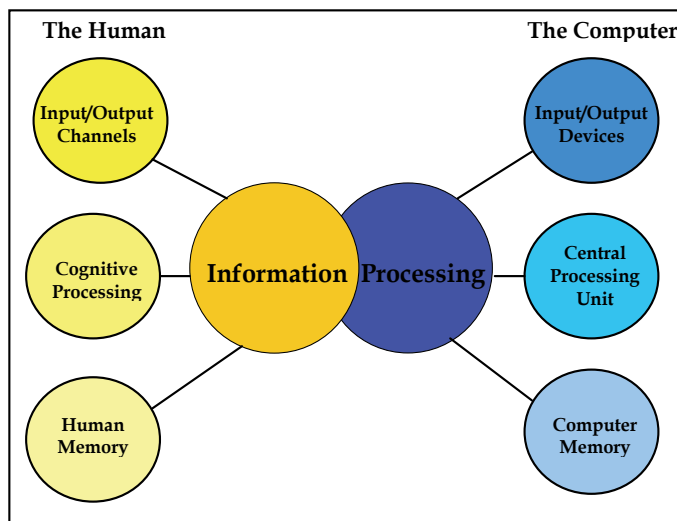 The Human
The Computer
Input/Output
Channels
Input/Output
Devices
Cognitive
Processing
Information
Processing
Central
Processing
Unit
Human
Memory
Computer
Memory